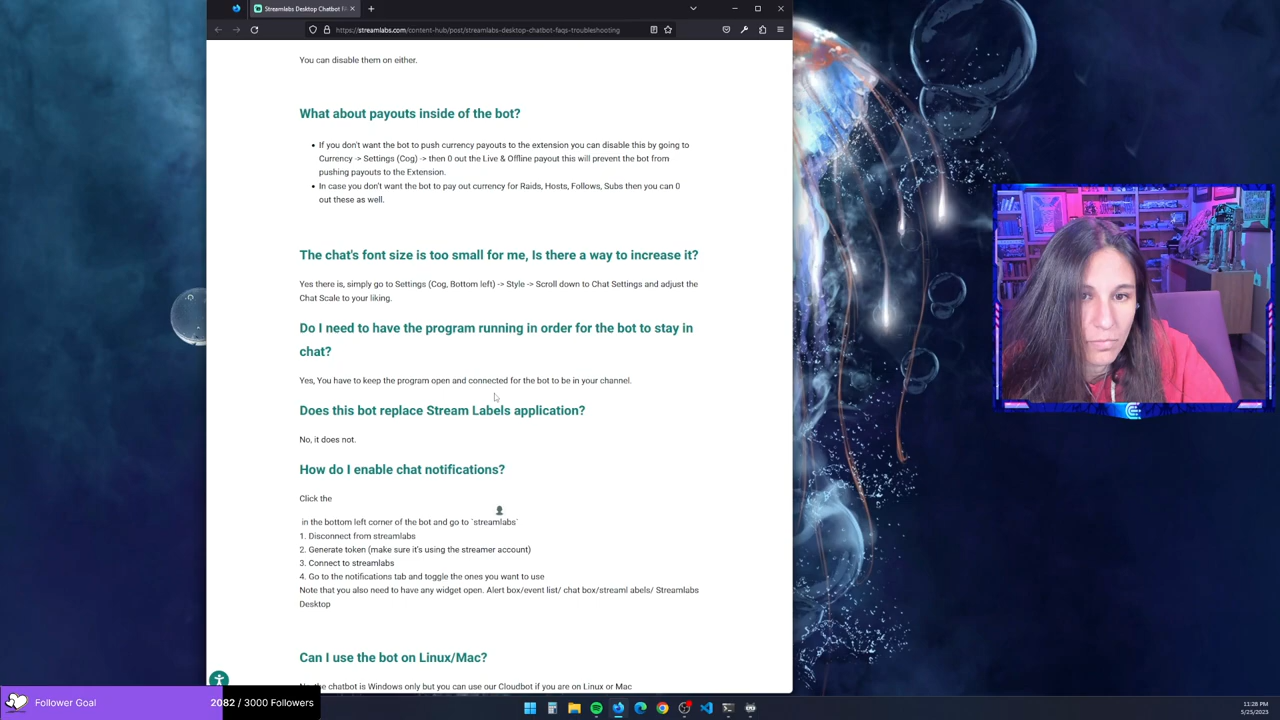 Streamlabs Desktop Chatbot F
https://streamlabs.com/content-hub/post/streamlabs-desktop-chatbot-faqs-troubleshooting
You can disable them on either.
What about payouts inside of the bot?
• If you don't want the bot to push currency payouts to the extension you can disable this by going to
Currency -> Settings (Cog) -> then 0 out the Live & Offline payout this will prevent the bot from
pushing payouts to the Extension.
• In case you don't want the bot to pay out currency for Raids, Hosts, Follows, Subs then you can 0
out these as well.
The chat's font size is too small for me, Is there a way to increase it?
Yes there is, simply go to Settings (Cog, Bottom left) -> Style -> Scroll down to Chat Settings and adjust the
Chat Scale to your liking.
Do I need to have the program running in order for the bot to stay in
chat?
Yes, You have to keep the program open and connected for the bot to be in your channel.
Does this bot replace Stream Labels application?
No, it does not.
How do I enable chat notifications?
Click the
in the bottom left corner of the bot and go to `streamlabs`
1. Disconnect from streamlabs
2. Generate token (make sure it's using the streamer account)
3. Connect to streamlabs
4. Go to the notifications tab and toggle the ones you want to use
Note that you also need to have any widget open. Alert box/event list/ chat box/streaml abels/ Streamlabs
Desktop
Can I use the bot on Linux/Mac?
the chatbot is Windows only but you can use our Cloudbot if you are on Linux or Mac
Follower Goal
2082 / 3000 Followers
11:28 PM
5/25/2023